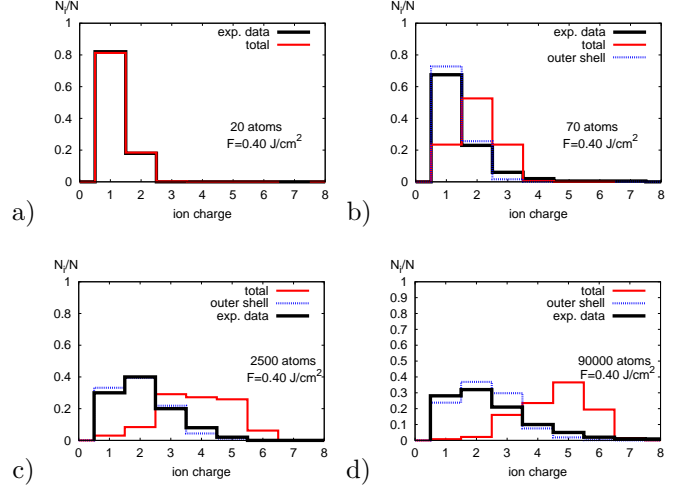 N_i/N
1
0.8
0.6
0.4
0.2
0
0 1 2 3 4 5 6 7 8
ion charge
exp. data
total
20 atoms
F=0.40 J/cm²
a)
N_i/N
1
0.8
0.6
0.4
0.2
0
0 1 2 3 4 5 6 7 8
ion charge
exp. data
total
outer shell
70 atoms
F=0.40 J/cm²
b)
N_i/N
1
0.8
0.6
0.4
0.2
0
0 1 2 3 4 5 6 7 8
ion charge
total
outer shell
exp. data
2500 atoms
F=0.40 J/cm²
c)
N_i/N
1
0.9
0.8
0.7
0.6
0.5
0.4
0.3
0.2
0.1
0
0 1 2 3 4 5 6 7 8
ion charge
total
outer shell
exp. data
90000 atoms
F=0.40 J/cm²
d)